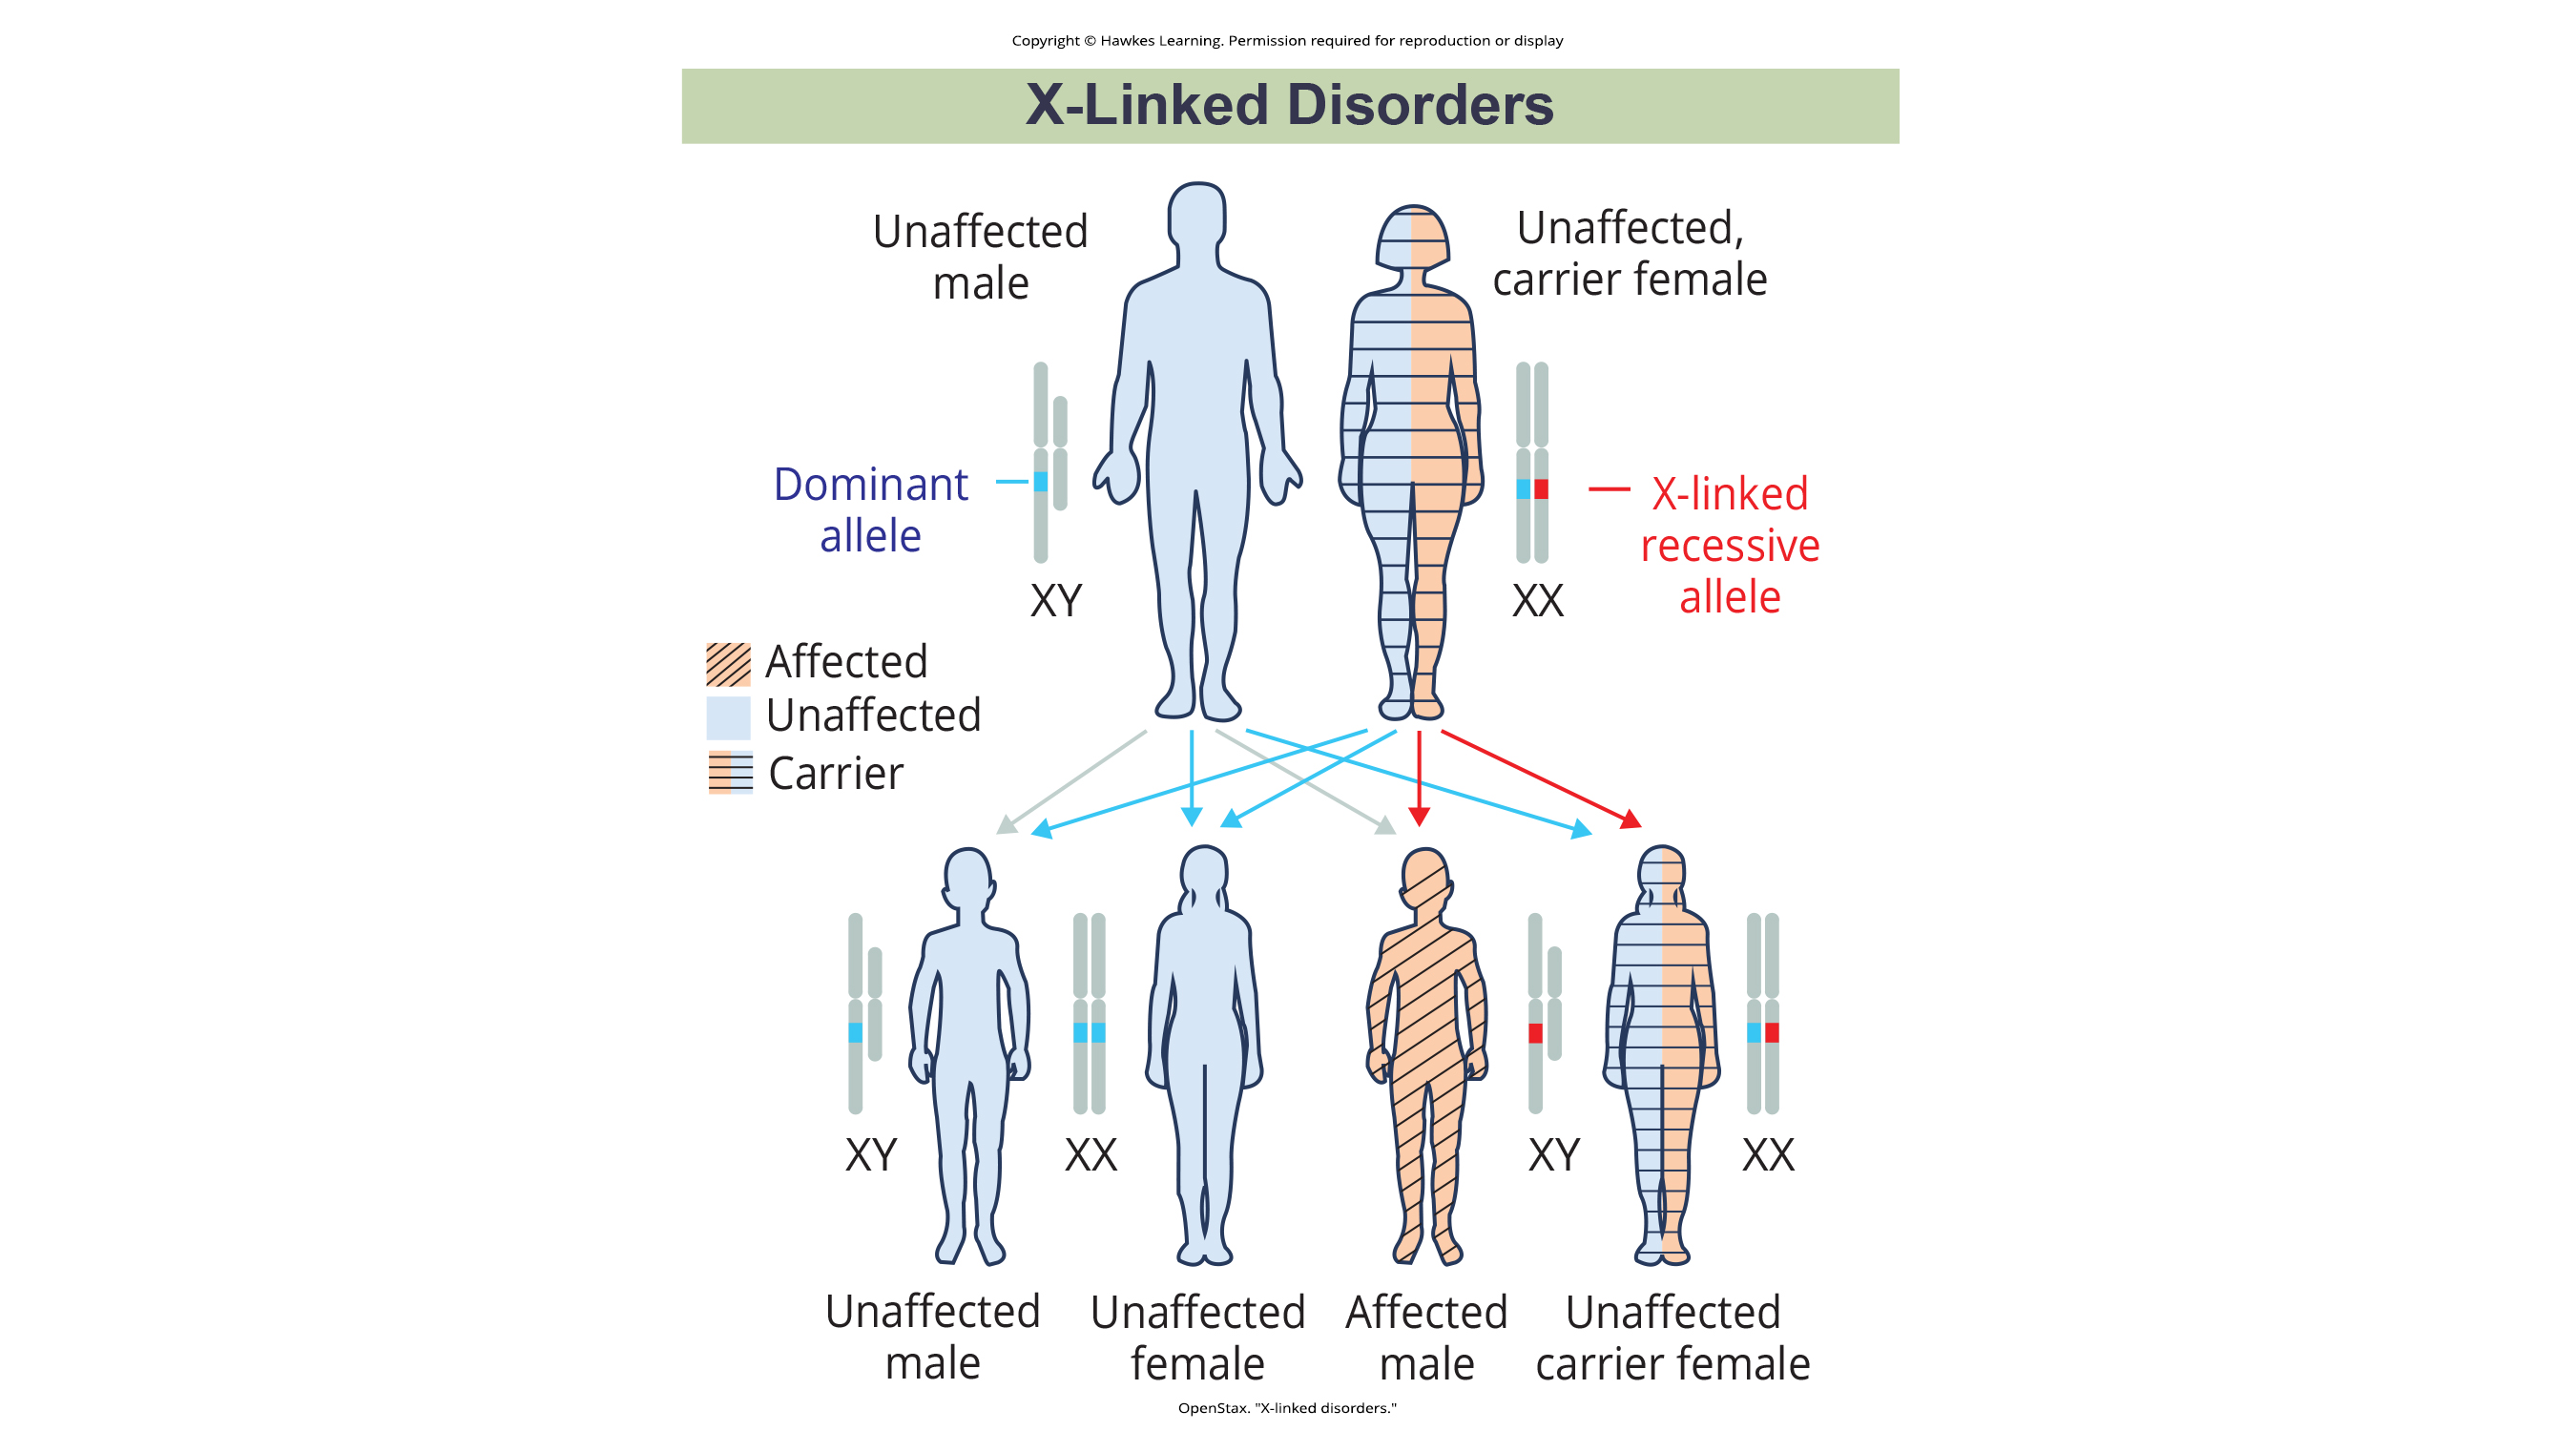 Copyright © Hawkes Learning. Permission required for reproduction or display
X-Linked Disorders
Unaffected
male
Unaffected,
carrier female
Dominant
allele
XY
XX
X-linked
recessive
allele
Affected
Unaffected
Carrier
XY
XX
XY
XX
Unaffected
male
Unaffected
female
Affected
male
Unaffected
carrier female
OpenStax. "X-linked disorders."